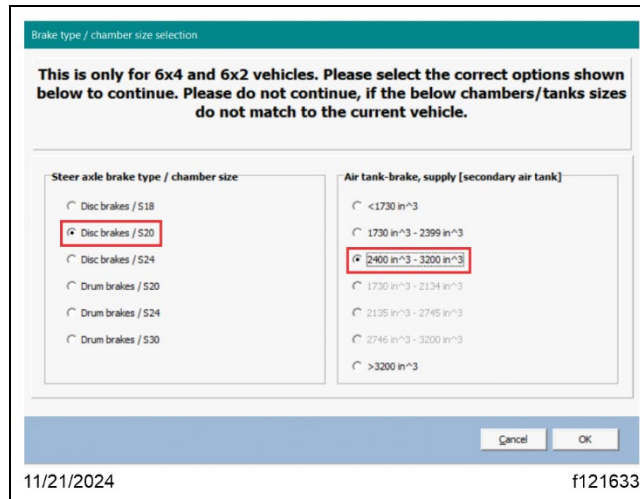 Brake type / chamber size selection
This is only for 6x4 and 6x2 vehicles. Please select the correct options shown
below to continue. Please do not continue, if the below chambers/tanks sizes
do not match to the current vehicle.
Steer axle brake type / chamber size
Disc brakes / S18
Disc brakes / S20
Disc brakes / S24
Drum brakes / S20
Drum brakes / S24
Drum brakes / S30
Air tank-brake, supply [secondary air tank]
<1730 in^3
1730 in^3 - 2399 in^3
2400 in^3 - 3200 in^3
1730 in^3 - 2134 in^3
2135 in^3 - 2745 in^3
2746 in^3 - 3200 in^3
>3200 in^3
Cancel
OK
11/21/2024
f121633